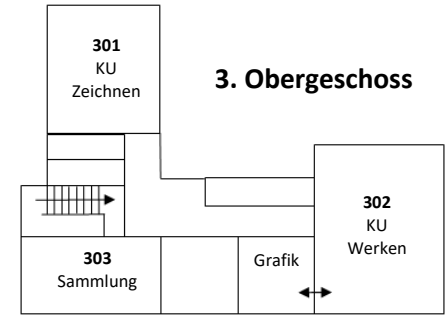 301
KU
Zeichnen
3. Obergeschoss
302
KU
Werken
303
Sammlung
Grafik